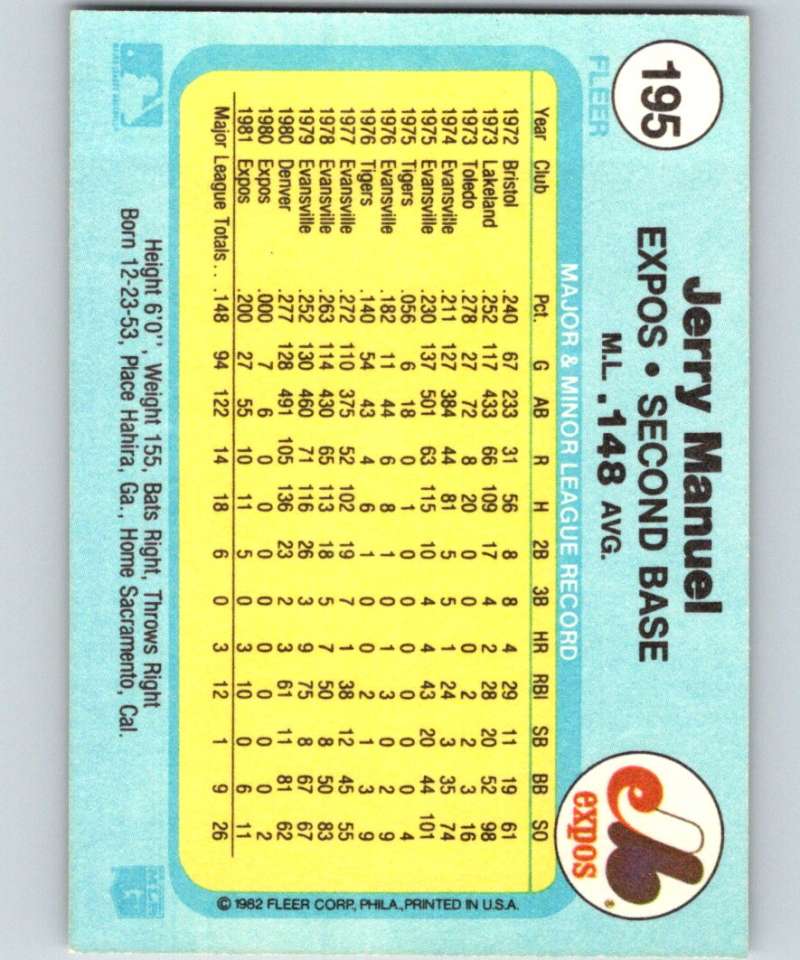 195
FLEER
Jerry Manuel
EXPOS • SECOND BASE
M.L. .148 AVG.
expos
®
MAJOR & MINOR LEAGUE RECORD
Year Club Pct. G AB R H 2B 3B HR RBI SB BB SO
1972 Bristol .240 67 233 31 56 8 8 4 29 11 19 61
1973 Lakeland .252 117 433 66 109 17 4 2 28 20 52 98
1973 Toledo .278 27 72 8 20 0 0 0 2 2 3 16
1974 Evansville .211 127 384 44 81 5 5 1 24 3 35 74
1975 Evansville .230 137 501 63 115 10 4 4 43 20 44 101
1975 Tigers .056 6 18 0 1 0 0 0 0 0 0 4
1976 Evansville .182 11 44 6 8 1 0 1 3 0 2 9
1976 Tigers .140 54 43 4 6 1 0 0 2 1 3 9
1977 Evansville .272 110 375 52 102 19 7 1 38 12 45 55
1978 Evansville .263 114 430 65 113 18 5 7 50 8 50 83
1979 Evansville .252 130 460 71 116 26 3 9 75 8 67 67
1980 Denver .277 128 491 105 136 23 2 3 61 11 81 62
1980 Expos .000 7 6 0 0 0 0 0 0 0 0 2
1981 Expos .200 27 55 10 11 5 0 3 10 0 6 11
Major League Totals . . .148 94 122 14 18 6 0 3 12 1 9 26
Height 6'0", Weight 155, Bats Right, Throws Right
Born 12-23-53, Place Hahira, Ga., Home Sacramento, Cal.
© 1982 FLEER CORP., PHILA., PRINTED IN U.S.A.